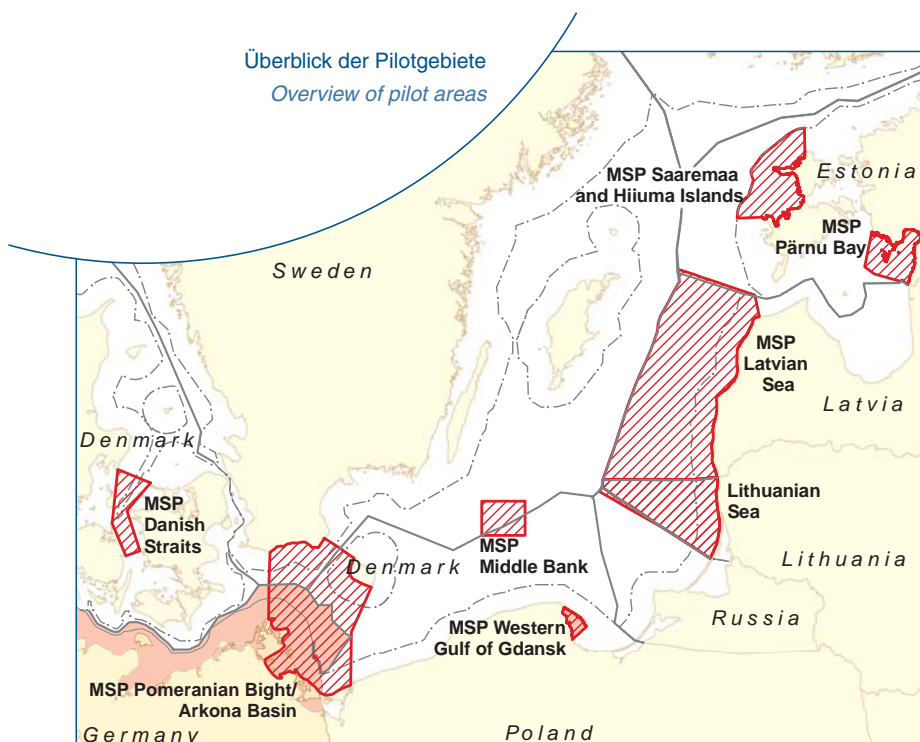 Überblick der Pilotgebiete
Overview of pilot areas
MSP Saaremaa
and Hiiuma Islands
Estonia
MSP
Pärnu Bay
Sweden
MSP
Latvian
Sea
Latvia
Denmark
MSP
Danish
Straits
Lithuanian
Sea
MSP
Middle Bank
Denmark
Lithuania
Russia
MSP Western
Gulf of Gdansk
MSP Pomeranian Bight/
Arkona Basin
Germany
Poland